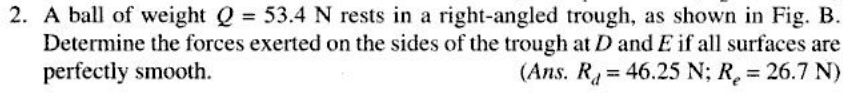 2. A ball of weight Q = 53.4 N rests in a right-angled trough, as shown in Fig. B.
Determine the forces exerted on the sides of the trough at D and E if all surfaces are
perfectly smooth. (Ans. R_d = 46.25 N; R_e = 26.7 N)